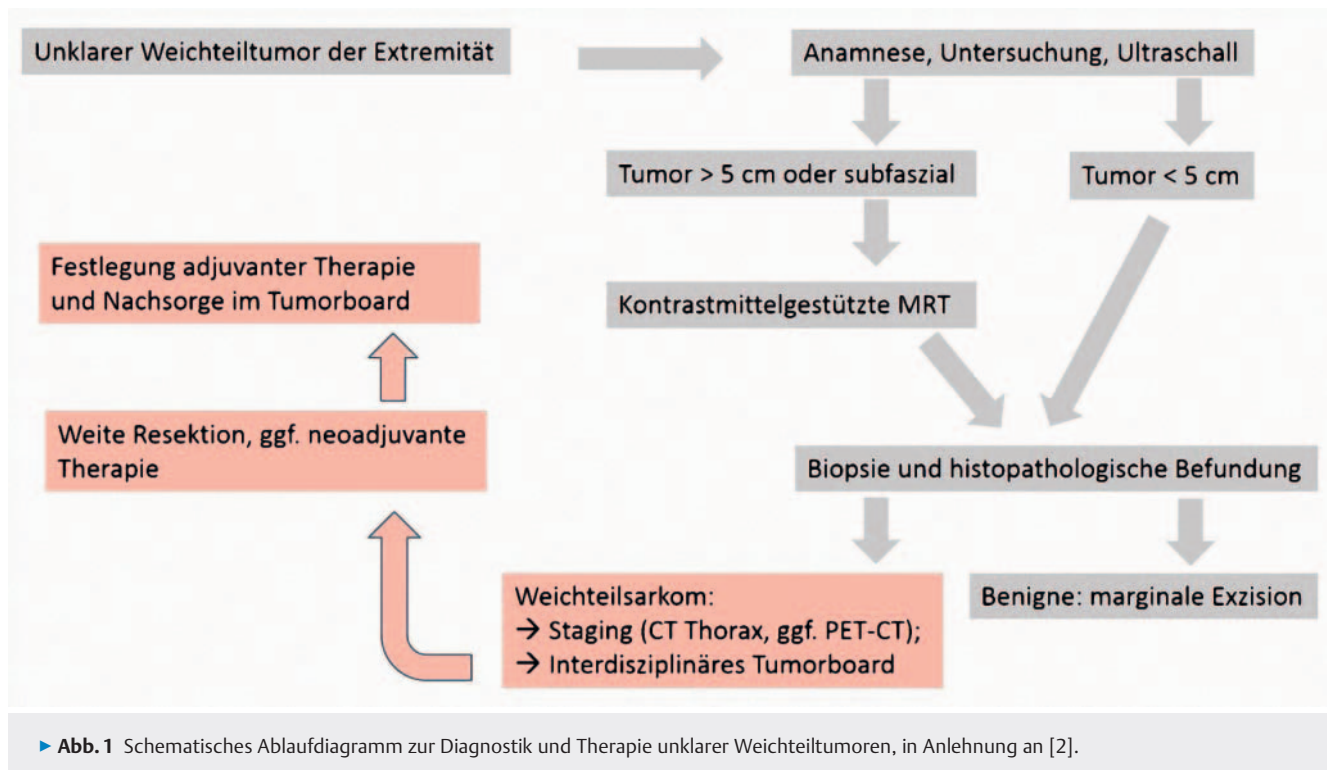 Unklarer Weichteiltumor der Extremität
Anamnese, Untersuchung, Ultraschall
Tumor > 5 cm oder subfaszial
Tumor < 5 cm
Kontrastmittelgestützte MRT
Biopsie und histopathologische Befundung
Benigne: marginale Exzision
Weichteilsarkom:
→ Staging (CT Thorax, ggf. PET-CT);
→ Interdisziplinäres Tumorboard
Weite Resektion, ggf. neoadjuvante
Therapie
Festlegung adjuvanter Therapie
und Nachsorge im Tumorboard
▶ Abb. 1 Schematisches Ablaufdiagramm zur Diagnostik und Therapie unklarer Weichteiltumoren, in Anlehnung an [2].